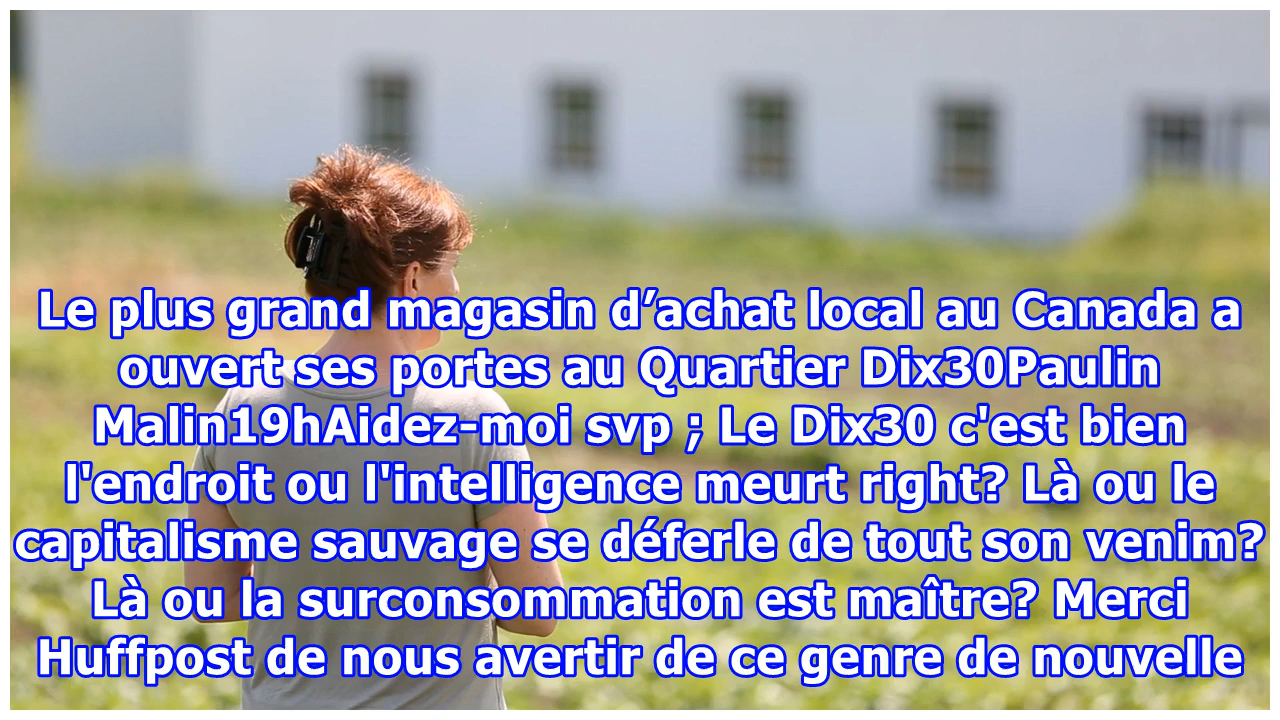 Le plus grand magasin d’achat local au Canada a
ouvert ses portes au Quartier Dix30Paulin
Malin19hAidez-moi svp ; Le Dix30 c'est bien
l'endroit ou l'intelligence meurt right? Là ou le
capitalisme sauvage se déferle de tout son venim?
Là ou la surconsommation est maître? Merci
Huffpost de nous avertir de ce genre de nouvelle